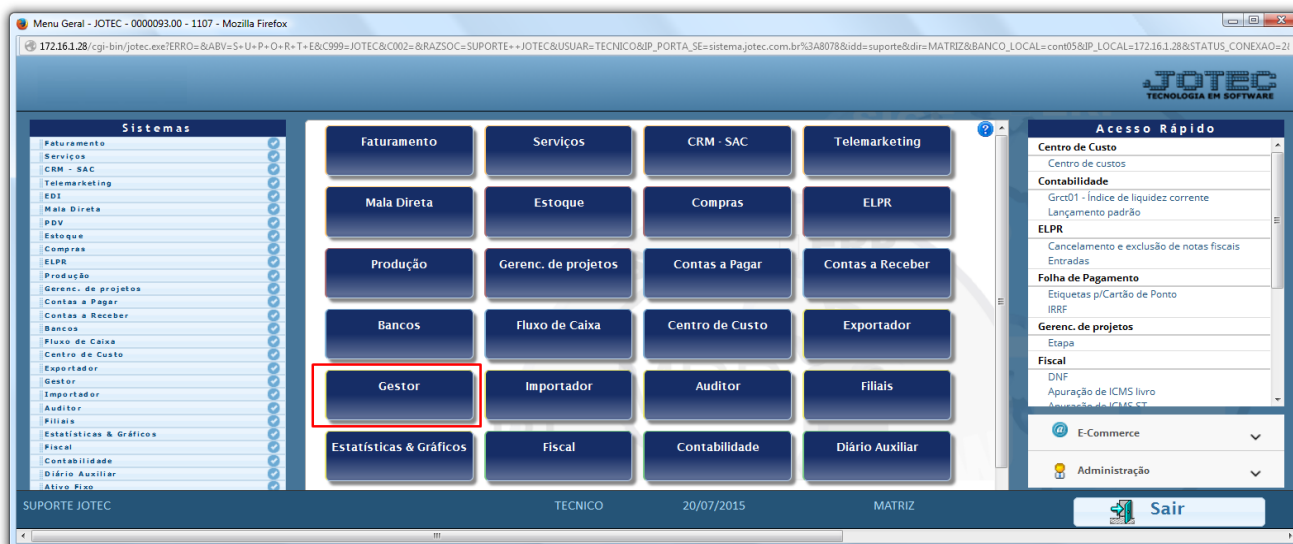 Menu Geral - JOTEC - 0000093.00 - 1107 - Mozilla Firefox
172.16.1.28/cgi-bin/jotec.exe?ERRO=&ABV=S+U+P+O+R+T+E&C999=JOTEC&C002=&RAZSOC=SUPORTE++JOTEC&USUAR=TECNICO&IP_PORTA_SE=sistema.jotec.com.br%3A8078&idd=suporte&dir=MATRIZ&BANCO_LOCAL=cont05&IP_LOCAL=172.16.1.28&STATUS_CONEXAO=2
JOTEC
TECNOLOGIA EM SOFTWARE
Sistemas
Faturamento
Serviços
CRM - SAC
Telemarketing
EDI
Mala Direta
PDV
Estoque
Compras
ELPR
Produção
Gerenc. de projetos
Contas a Pagar
Contas a Receber
Bancos
Fluxo de Caixa
Centro de Custo
Exportador
Gestor
Importador
Auditor
Filiais
Estatísticas & Gráficos
Fiscal
Contabilidade
Diário Auxiliar
Ativo Fixo
Faturamento Serviços CRM - SAC Telemarketing
Mala Direta Estoque Compras ELPR
Produção Gerenc. de projetos Contas a Pagar Contas a Receber
Bancos Fluxo de Caixa Centro de Custo Exportador
Gestor Importador Auditor Filiais
Estatísticas & Gráficos Fiscal Contabilidade Diário Auxiliar
?
Acesso Rápido
Centro de Custo
Centro de custos
Contabilidade
Grct01 - Índice de liquidez corrente
Lançamento padrão
ELPR
Cancelamento e exclusão de notas fiscais
Entradas
Folha de Pagamento
Etiquetas p/Cartão de Ponto
IRRF
Gerenc. de projetos
Etapa
Fiscal
DNF
Apuração de ICMS livro
Apuração de ICMS ST
E-Commerce
Administração
SUPORTE JOTEC TECNICO 20/07/2015 MATRIZ Sair